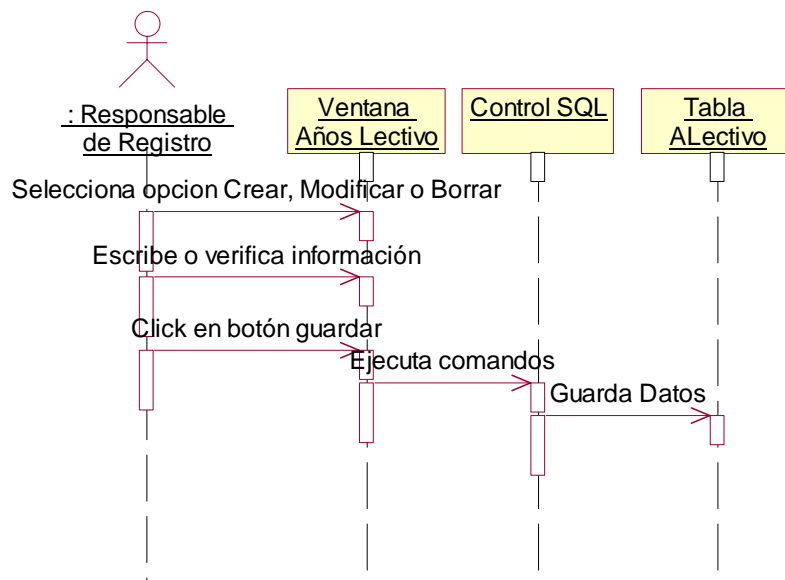 : Responsable
de Registro
Ventana
Años Lectivo
Control SQL
Tabla
ALectivo
Selecciona opcion Crear, Modificar o Borrar
Escribe o verifica información
Click en botón guardar
Ejecuta comandos
Guarda Datos